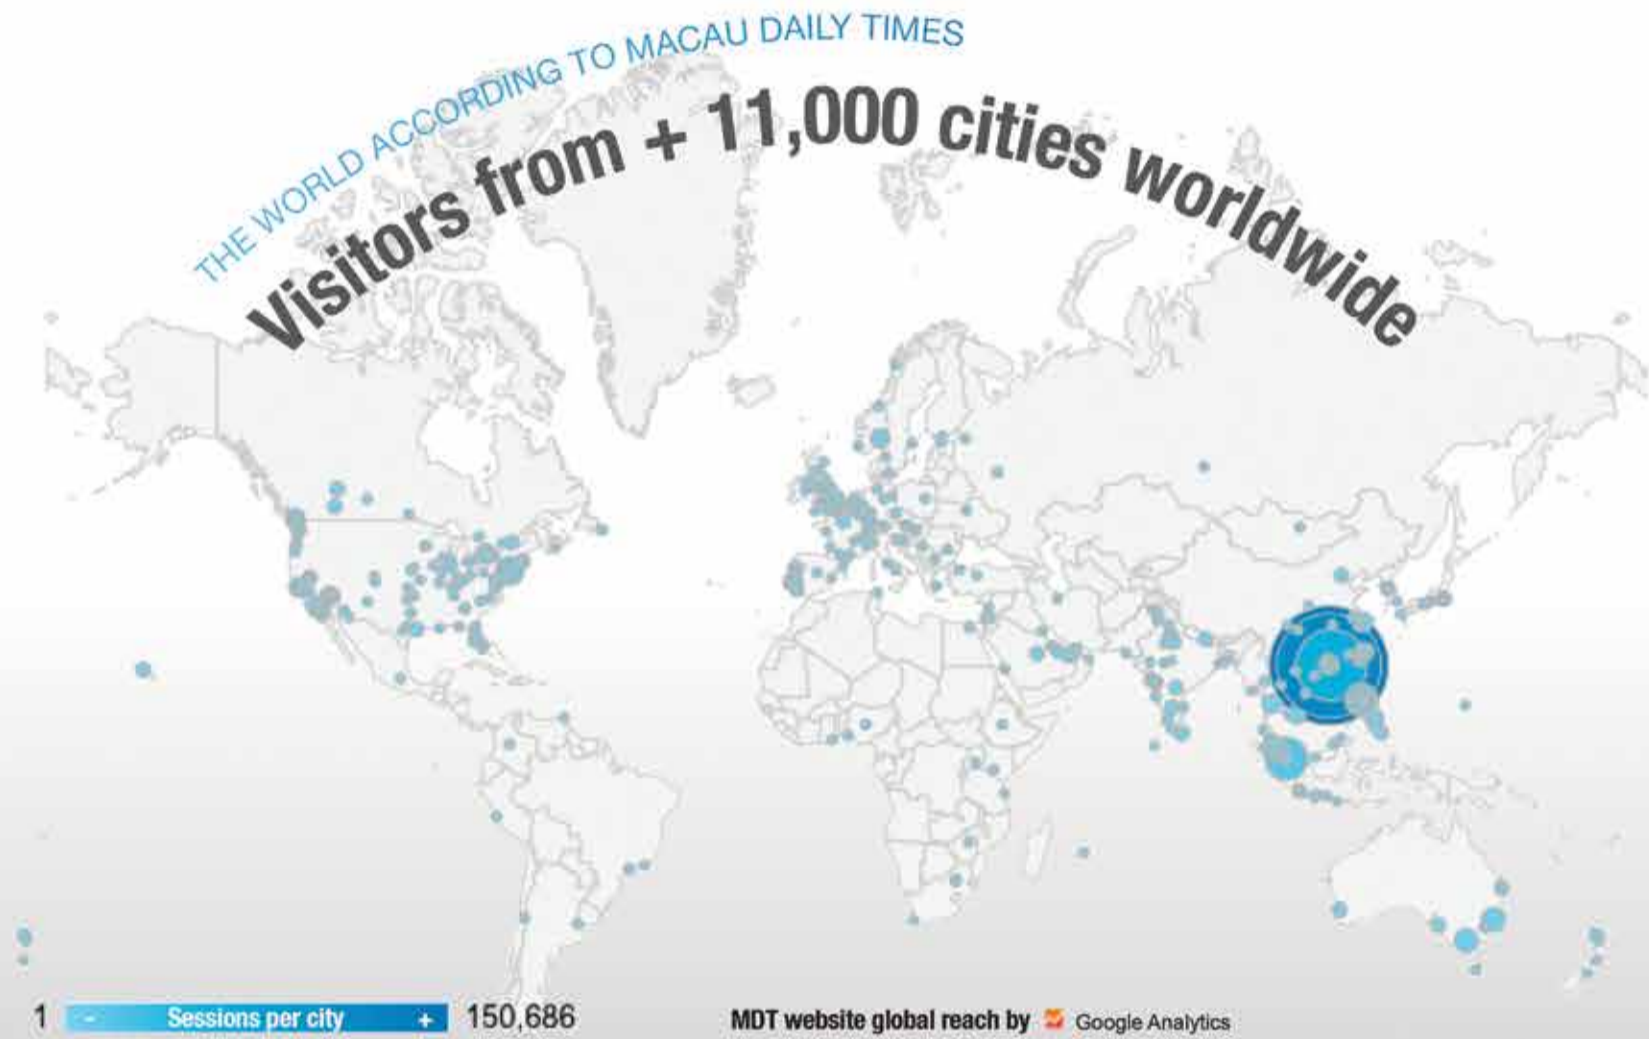 THE WORLD ACCORDING TO MACAU DAILY TIMES
Visitors from + 11,000 cities worldwide
1 - Sessions per city + 150,686
MDT website global reach by Google Analytics